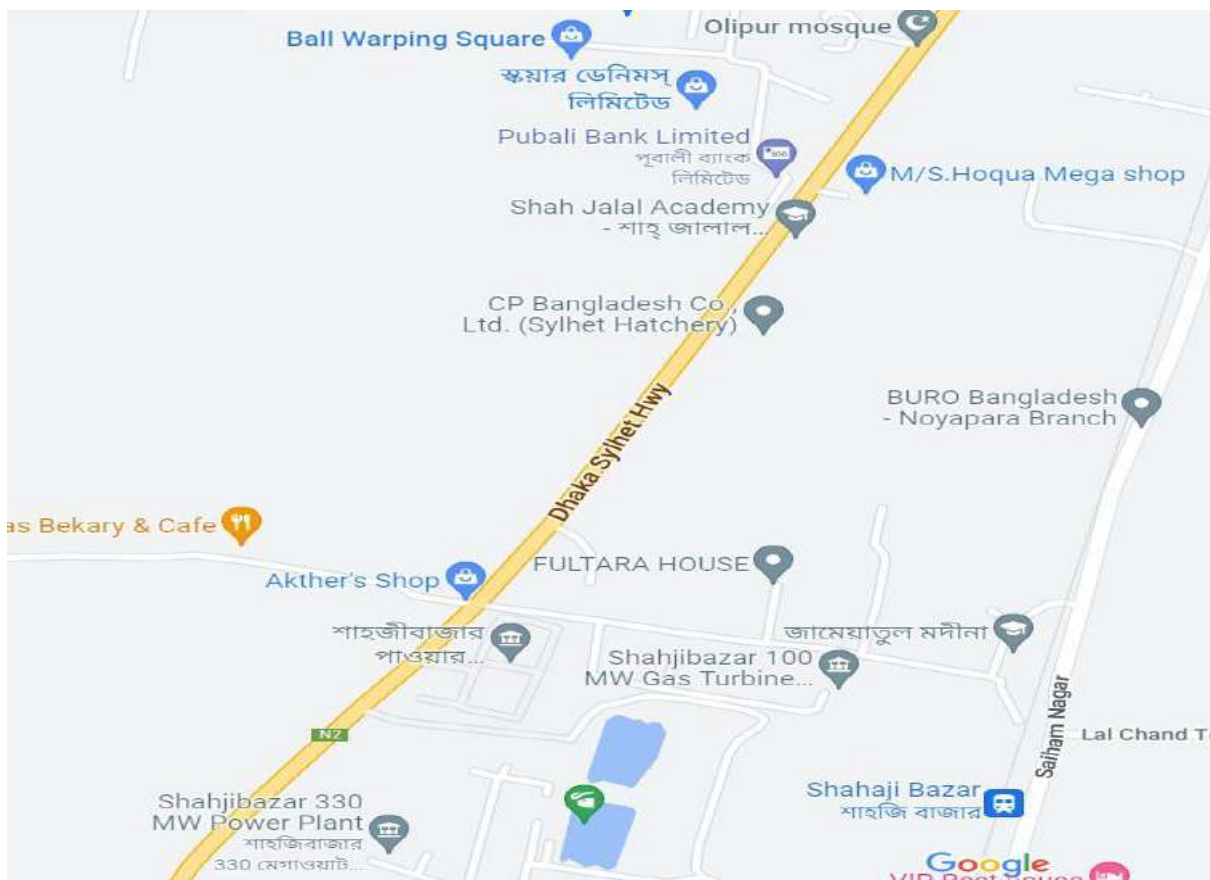 Olipur mosque
Ball Warping Square
স্কয়ার ডেনিমস্
লিমিটেড
Pubali Bank Limited
পূবালী ব্যাংক
লিমিটেড
M/S.Hoqua Mega shop
Shah Jalal Academy
- শাহ্ জালাল...
CP Bangladesh Co.,
Ltd. (Sylhet Hatchery)
BURO Bangladesh
- Noyapara Branch
Dhaka Sylhet Hwy
as Bekary & Cafe
FULTARA HOUSE
Akther's Shop
শাহজীবাজার
পাওয়ার...
জামেয়াতুল মদীনা
Shahjibazar 100
MW Gas Turbine...
N2
Saiham Nagar
Lal Chand T
Shahjibazar 330
MW Power Plant
শাহজিবাজার
330 মেগাওয়াট...
Shahaji Bazar
শাহজি বাজার
Google